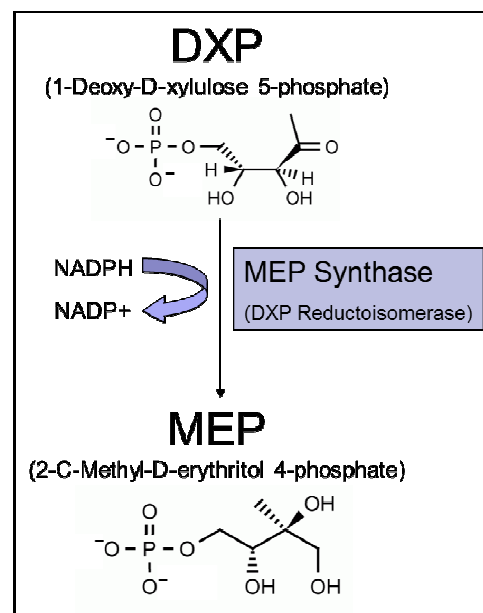 DXP
(1-Deoxy-D-xylulose 5-phosphate)
O
⁻O P O O
O⁻ H H
HO OH
NADPH
NADP+
MEP Synthase
(DXP Reductoisomerase)
MEP
(2-C-Methyl-D-erythritol 4-phosphate)
O OH
⁻O P O
O⁻ OH OH